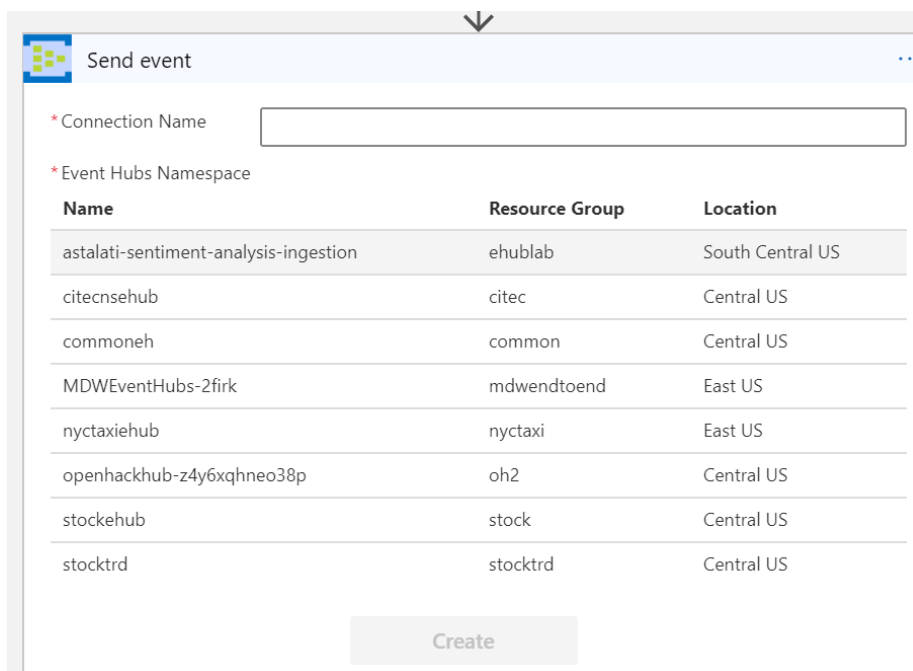 Send event
* Connection Name
* Event Hubs Namespace
Name Resource Group Location
astalati-sentiment-analysis-ingestion ehublab South Central US
citecnsehub citec Central US
commoneh common Central US
MDWEventHubs-2firk mdwendtoend East US
nyctaxiehub nyctaxi East US
openhackhub-z4y6xqhneo38p oh2 Central US
stockehub stock Central US
stocktrd stocktrd Central US
Create